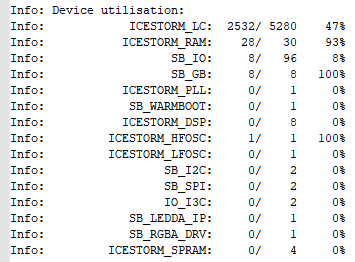 Info: Device utilisation:
Info: ICESTORM_LC: 2532/ 5280 47%
Info: ICESTORM_RAM: 28/ 30 93%
Info: SB_IO: 8/ 96 8%
Info: SB_GB: 8/ 8 100%
Info: ICESTORM_PLL: 0/ 1 0%
Info: SB_WARMBOOT: 0/ 1 0%
Info: ICESTORM_DSP: 0/ 8 0%
Info: ICESTORM_HFOSC: 1/ 1 100%
Info: ICESTORM_LFOSC: 0/ 1 0%
Info: SB_I2C: 0/ 2 0%
Info: SB_SPI: 0/ 2 0%
Info: IO_I3C: 0/ 2 0%
Info: SB_LEDDA_IP: 0/ 1 0%
Info: SB_RGBA_DRV: 0/ 1 0%
Info: ICESTORM_SPRAM: 0/ 4 0%